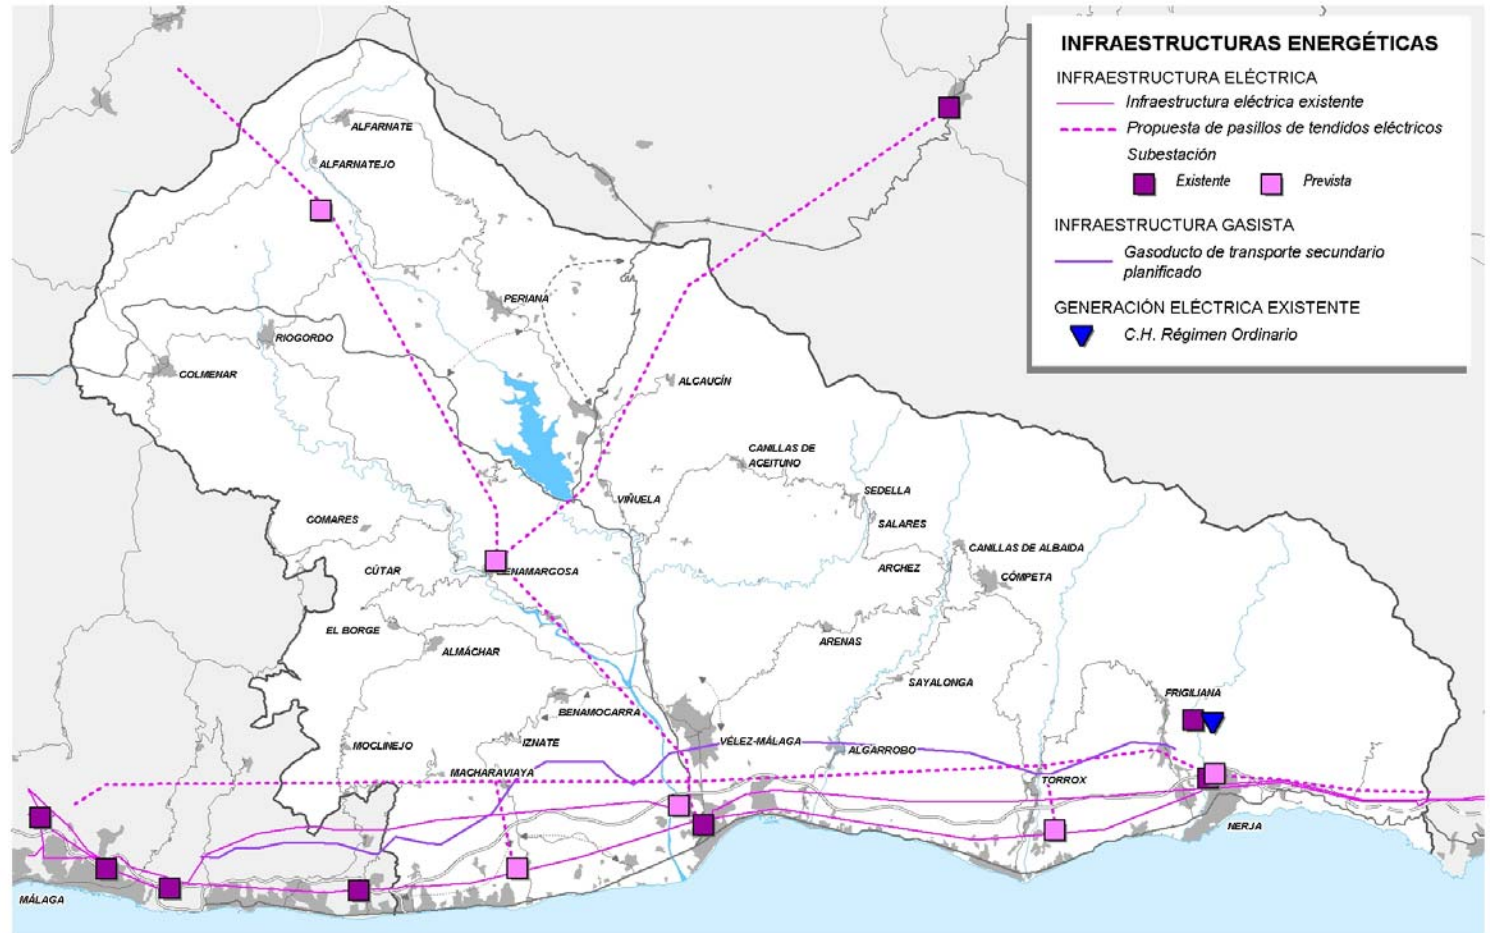 INFRAESTRUCTURAS ENERGÉTICAS
INFRAESTRUCTURA ELÉCTRICA
Infraestructura eléctrica existente
Propuesta de pasillos de tendidos eléctricos
Subestación
Existente
Prevista
INFRAESTRUCTURA GASISTA
Gasoducto de transporte secundario
planificado
GENERACIÓN ELÉCTRICA EXISTENTE
C.H. Régimen Ordinario
ALFARNATE
ALFARNATEJO
PERIANA
RIOGORDO
COLMENAR
ALCAUCÍN
CANILLAS DE
ACEITUNO
SEDELLA
VIÑUELA
COMARES
SALARES
CANILLAS DE ALBAIDA
CÚTAR
BENAMARGOSA
ARCHEZ
CÓMPETA
EL BORGE
ALMÁCHAR
ARENAS
SAYALONGA
FRIGILIANA
BENAMOCARRA
MOCLINEJO
IZNATE
VÉLEZ-MÁLAGA
ALGARROBO
MACHARAVIAYA
TORROX
NERJA
MÁLAGA